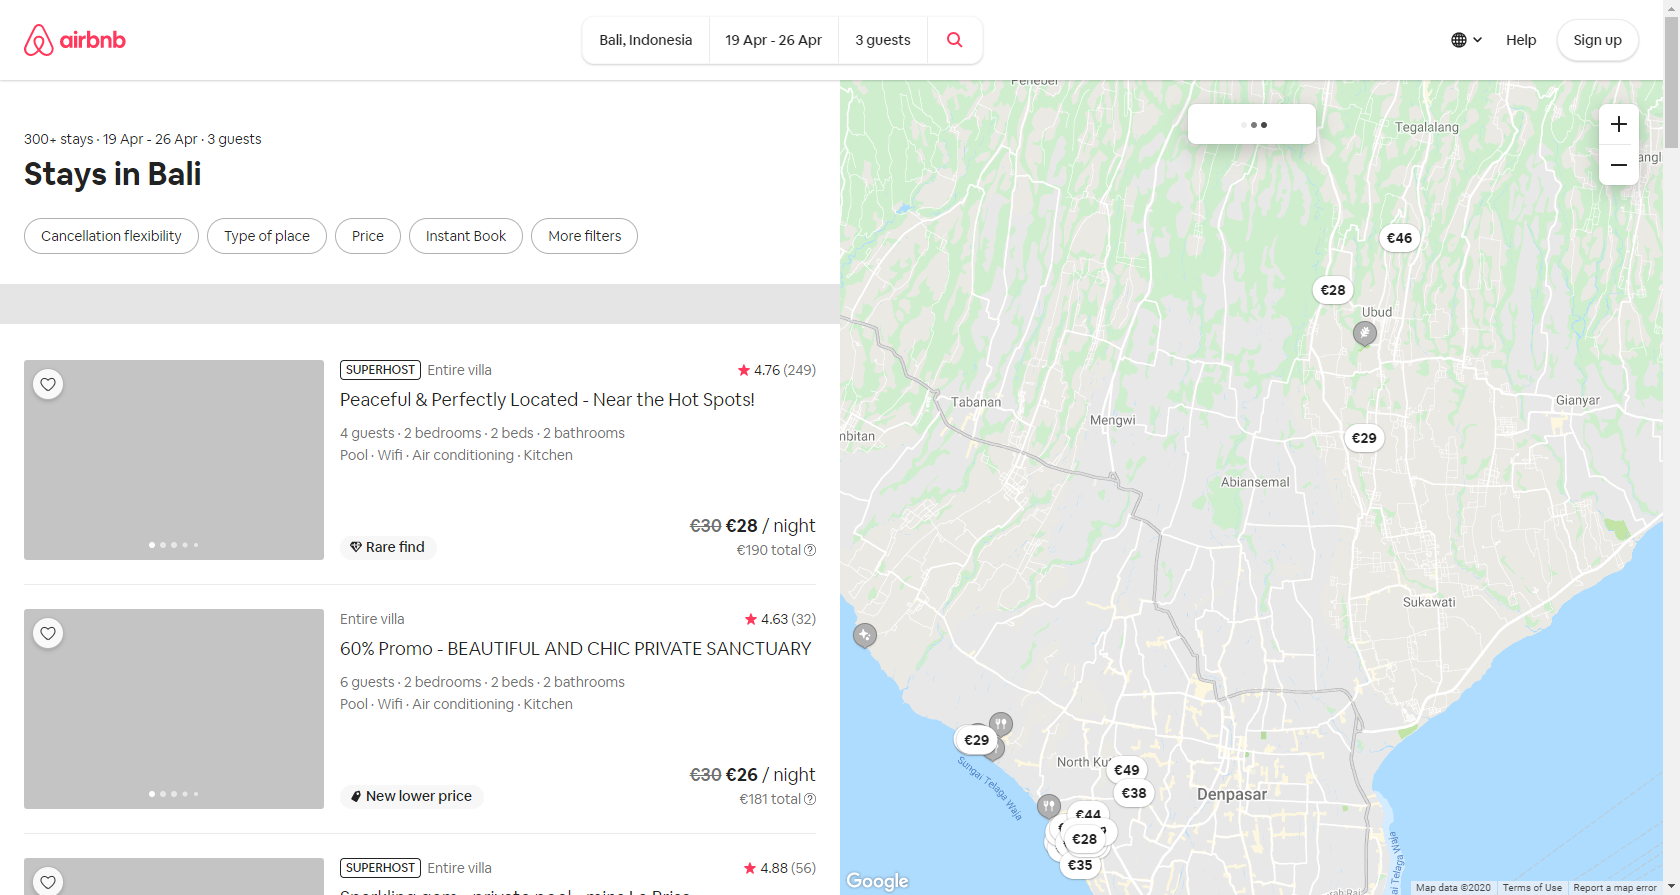 airbnb
Bali, Indonesia
19 Apr - 26 Apr
3 guests
Help
Sign up
300+ stays · 19 Apr - 26 Apr · 3 guests
Stays in Bali
Cancellation flexibility
Type of place
Price
Instant Book
More filters
SUPERHOST Entire villa
4.76 (249)
Peaceful & Perfectly Located - Near the Hot Spots!
4 guests · 2 bedrooms · 2 beds · 2 bathrooms
Pool · Wifi · Air conditioning · Kitchen
€30 €28 / night
Rare find
€190 total
Entire villa
4.63 (32)
60% Promo - BEAUTIFUL AND CHIC PRIVATE SANCTUARY
6 guests · 2 bedrooms · 2 beds · 2 bathrooms
Pool · Wifi · Air conditioning · Kitchen
€30 €26 / night
New lower price
€181 total
SUPERHOST Entire villa
4.88 (56)
Penebel
Tegalalang
€46
€28
Ubud
Tabanan
Gianyar
Mengwi
€29
Abiansemal
Sukawati
€29
Sungai Telaga Waja
North
€49
€38
Denpasar
€44
€28
€35
Google
Map data ©2020
Terms of Use
Report a map error